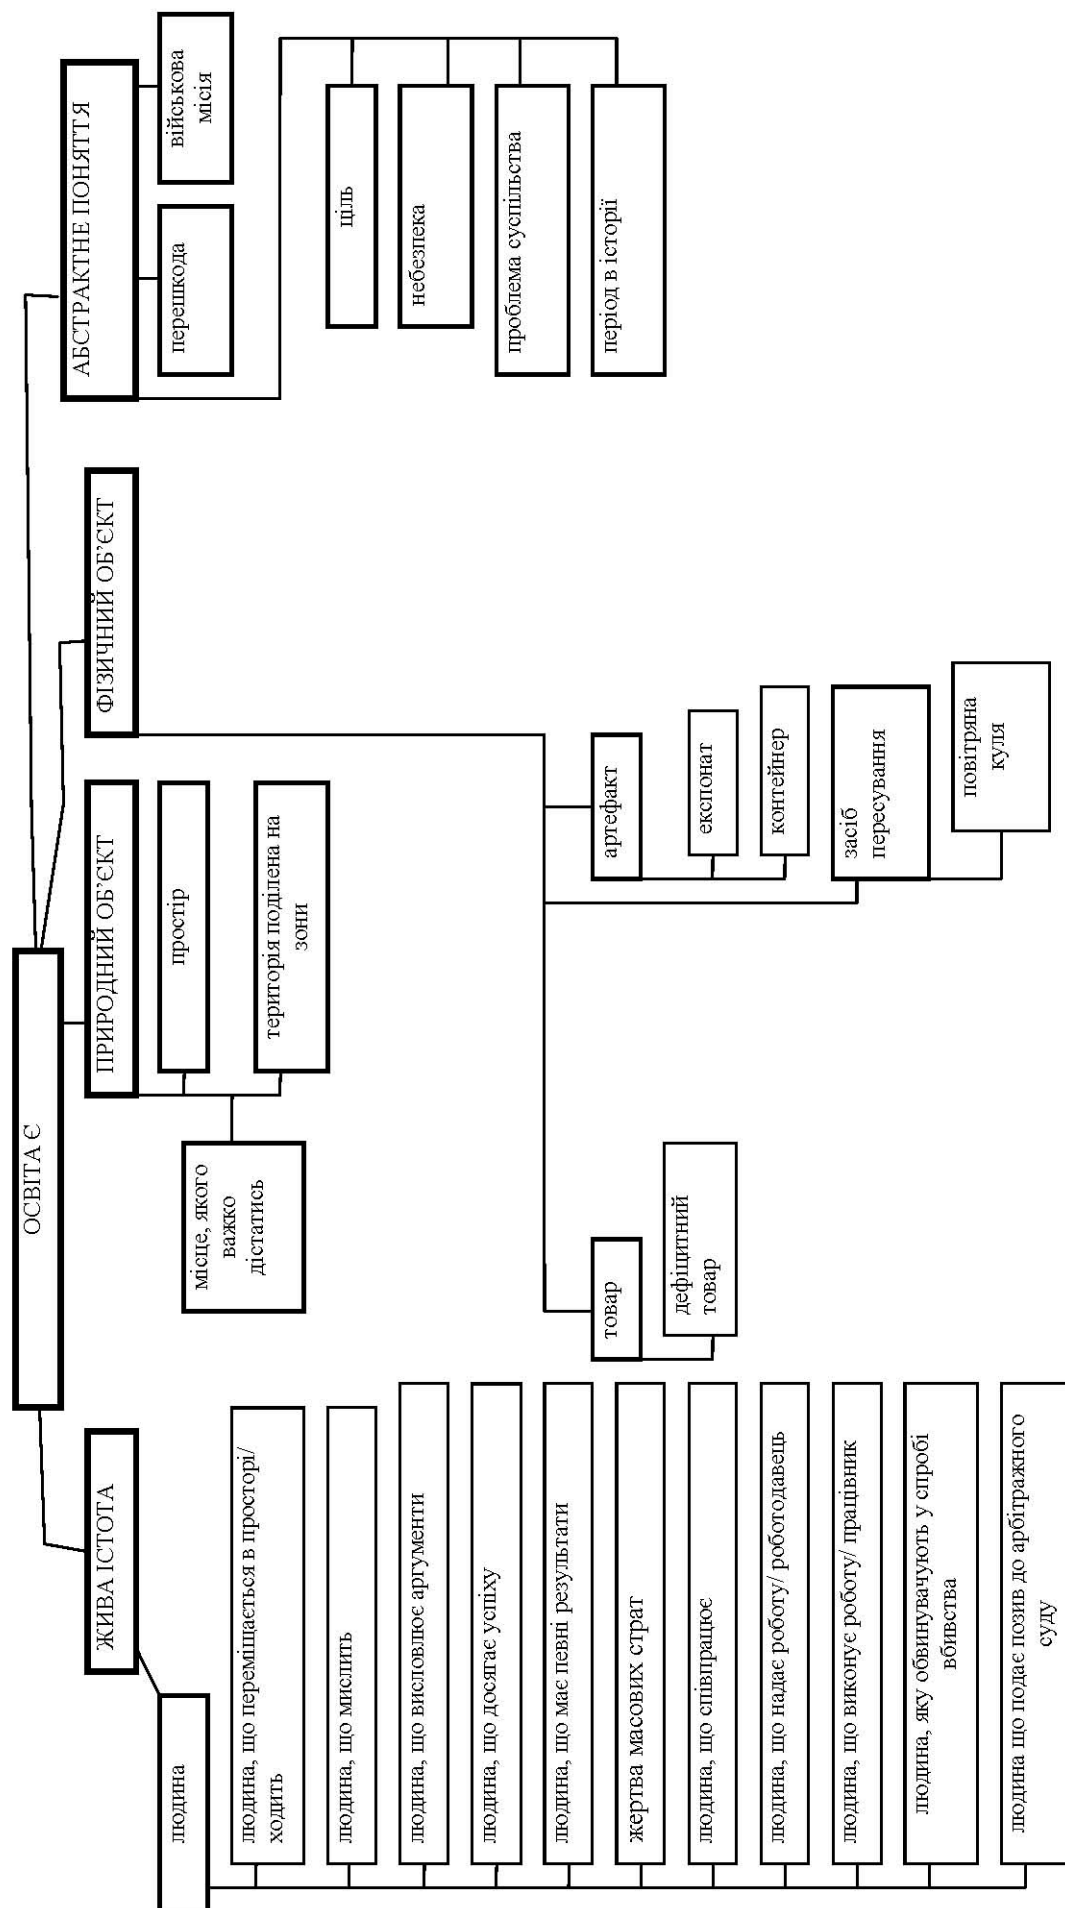 ОСВІТА Є
ЖИВА ІСТОТА
людина
людина, що переміщається в просторі/
ходить
людина, що мислить
людина, що висловлює аргументи
людина, що досягає успіху
людина, що має певні результати
жертва масових страт
людина, що співпрацює
людина, що надає роботу/ роботодавець
людина, що виконує роботу/ працівник
людина, яку обвинувачують у спробі
вбивства
людина що подає позив до арбітражного
суду
ПРИРОДНИЙ ОБ’ЄКТ
місце, якого
важко
дістатись
простір
територія поділена на
зони
ФІЗИЧНИЙ ОБ’ЄКТ
товар
дефіцитний
товар
артефакт
експонат
контейнер
засіб
пересування
повітряна
куля
АБСТРАКТНЕ ПОНЯТТЯ
перешкода
військова
місія
ціль
небезпека
проблема суспільства
період в історії